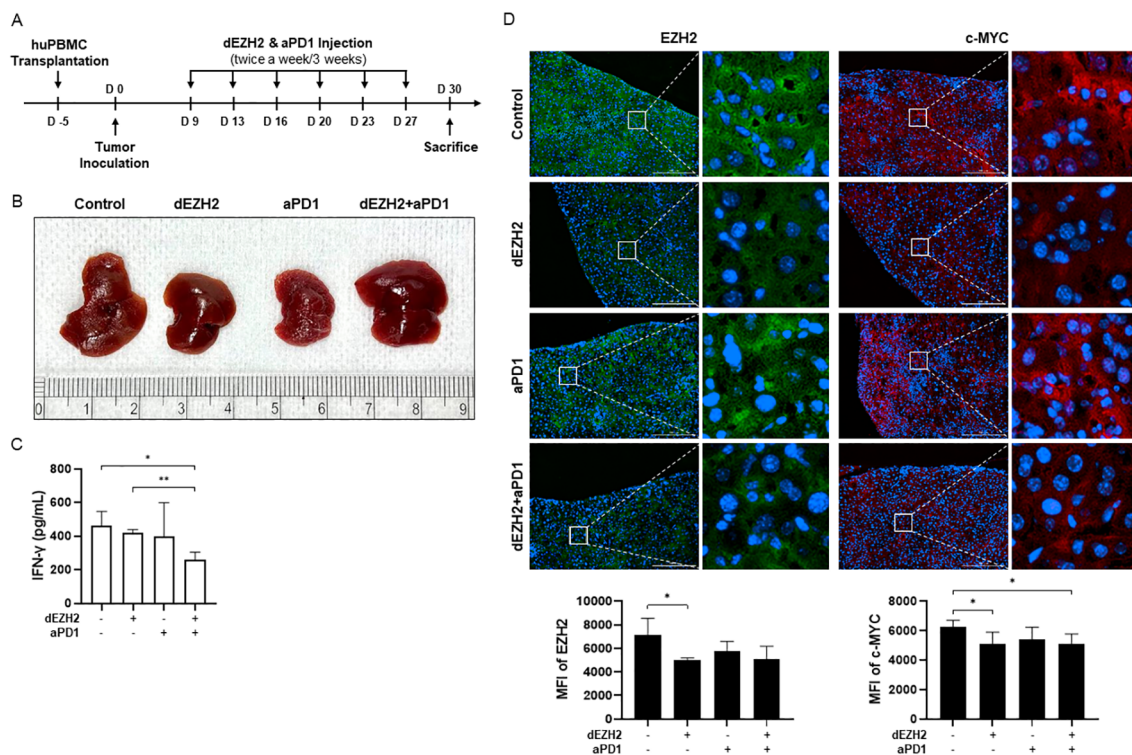 A
huPBMC
Transplantation
dEZH2 & aPD1 Injection
(twice a week/3 weeks)
D 0
D 30
D -5
D 9
D 13
D 16
D 20
D 23
D 27
Tumor
Inoculation
Sacrifice
B
Control
dEZH2
aPD1
dEZH2+aPD1
0 1 2 3 4 5 6 7 8 9
C
*
**
800
600
400
200
0
IFN-γ (pg/mL)
dEZH2 - + - +
aPD1 - - + +
D
EZH2
c-MYC
Control
dEZH2
aPD1
dEZH2+aPD1
*
10000
8000
6000
4000
2000
0
MFI of EZH2
dEZH2 - + - +
aPD1 - - + +
*
*
8000
6000
4000
2000
0
MFI of c-MYC
dEZH2 - + - +
aPD1 - - + +